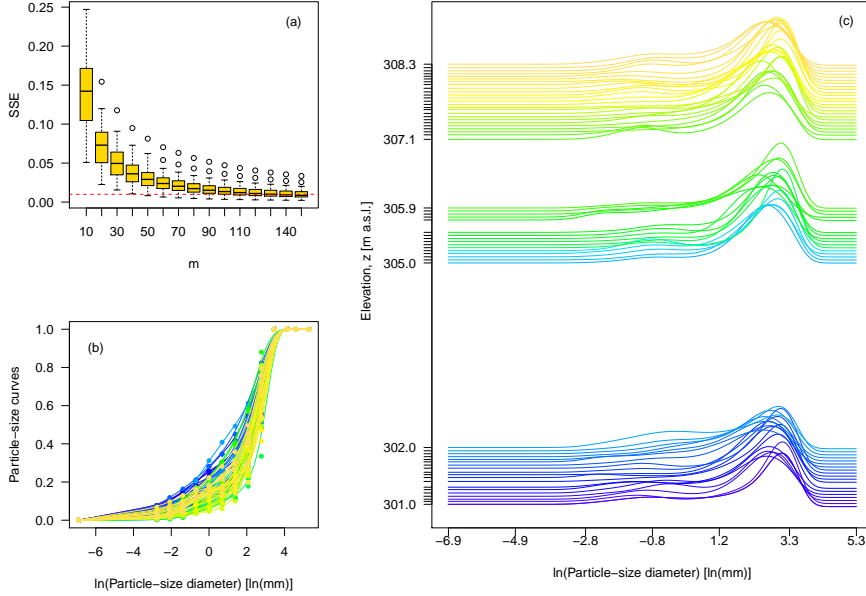 (a)
SSE
0.25
0.20
0.15
0.10
0.05
0.00
10 30 50 70 90 110 140
m
(b)
Particle−size curves
1.0
0.8
0.6
0.4
0.2
0.0
−6 −4 −2 0 2 4
ln(Particle−size diameter) [ln(mm)]
(c)
Elevation, z [m a.s.l.]
308.3
307.1
305.9
305.0
302.0
301.0
−6.9 −4.9 −2.8 −0.8 1.2 3.3 5.3
ln(Particle−size diameter) [ln(mm)]